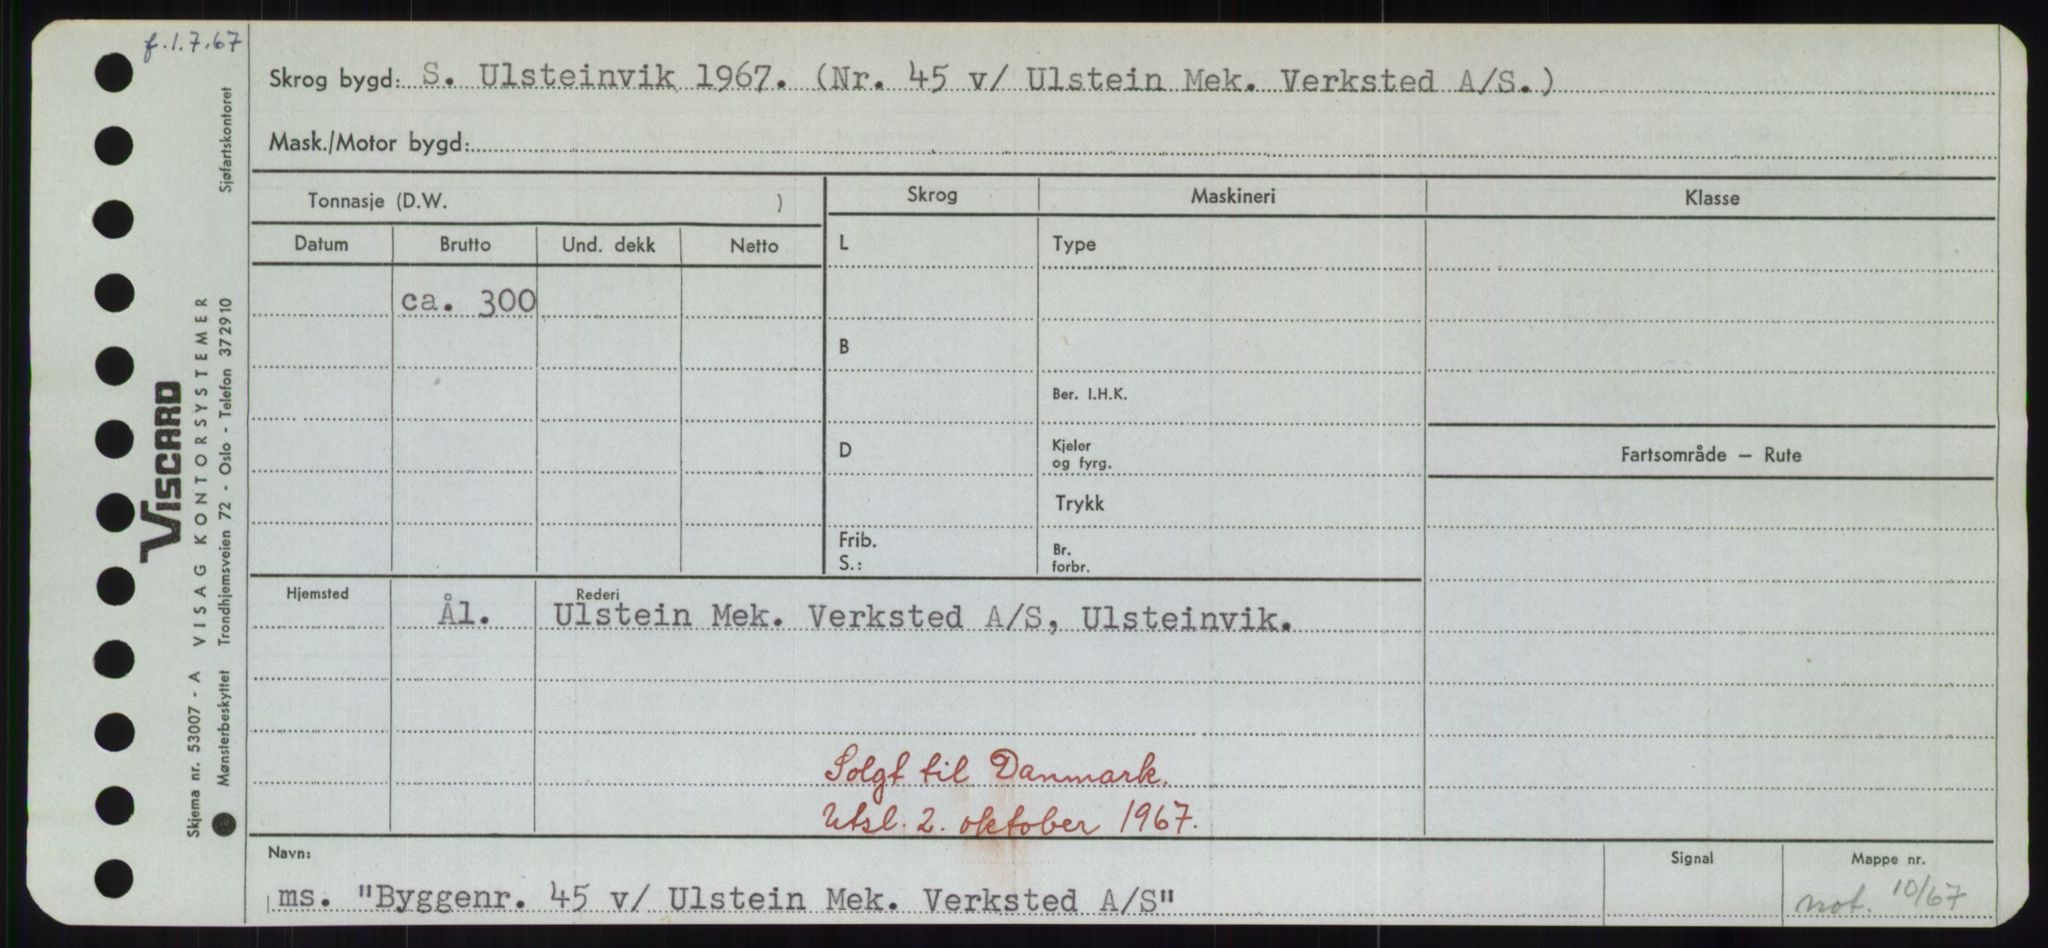 f.1.7.67
Skrog bygd: S. Ulsteinvik 1967. (Nr. 45 v/ Ulstein Mek. Verksted A/S.)
Mask./Motor bygd:
Tonnasje (D.W. )
Skrog Maskineri Klasse
Datum Brutto Und. dekk Netto
L Type
ca. 300
B
Ber. I.H.K.
D Kjeler
og fyrg.
Fartsområde — Rute
Trykk
Frib. Br.
S.: forbr.
Hjemsted Rederi
Ål. Ulstein Mek. Verksted A/S, Ulsteinvik.
Solgt til Danmark.
Utsl. 2. oktober 1967.
Navn: Signal Mappe nr.
ms. "Byggenr. 45 v/ Ulstein Mek. Verksted A/S" not. 10/67
VISCARD
Skjema nr. 53007 - A VISAG KONTORSYSTEMER
Mønsterbeskyttet Trondhjemsveien 72 - Oslo - Telefon 372910 Sjøfartskontoret